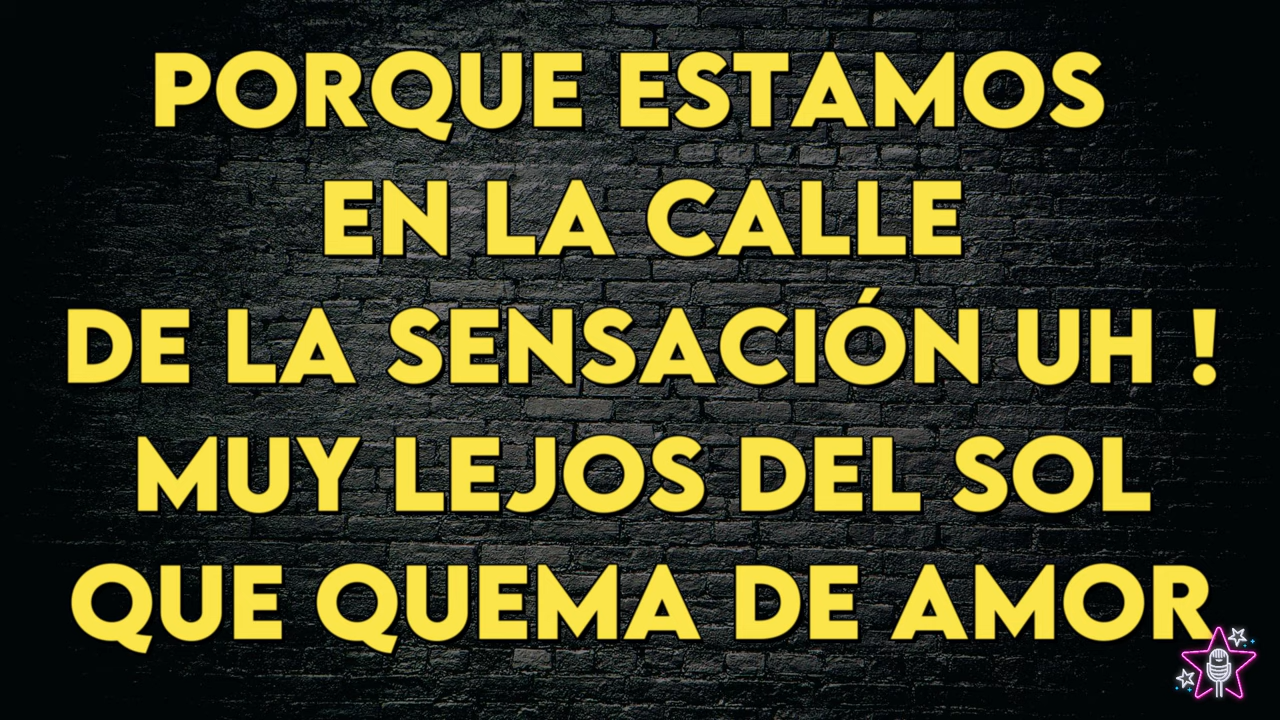 PORQUE ESTAMOS
EN LA CALLE
DE LA SENSACIÓN UH !
MUY LEJOS DEL SOL
QUE QUEMA DE AMOR